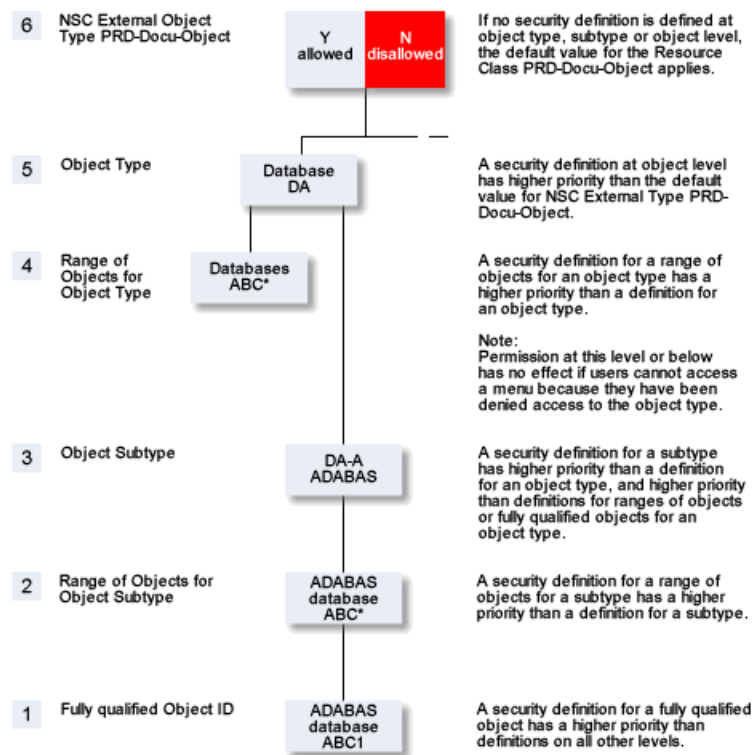 6
NSC External Object
Type PRD-Docu-Object
Y
allowed
N
disallowed
If no security definition is defined at
object type, subtype or object level,
the default value for the Resource
Class PRD-Docu-Object applies.
5
Object Type
Database
DA
A security definition at object level
has higher priority than the default
value for NSC External Type PRD-
Docu-Object.
4
Range of
Objects for
Object Type
Databases
ABC*
A security definition for a range of
objects for an object type has a
higher priority than a definition for
an object type.
Note:
Permission at this level or below
has no effect if users cannot access
a menu because they have been
denied access to the object type.
3
Object Subtype
DA-A
ADABAS
A security definition for a subtype
has higher priority than a definition
for an object type, and higher priority
than definitions for ranges of objects
or fully qualified objects for an
object type.
2
Range of Objects for
Object Subtype
ADABAS
database
ABC*
A security definition for a range of
objects for a subtype has a higher
priority than a definition for a subtype.
1
Fully qualified Object ID
ADABAS
database
ABC1
A security definition for a fully qualified
object has a higher priority than
definitions on all other levels.